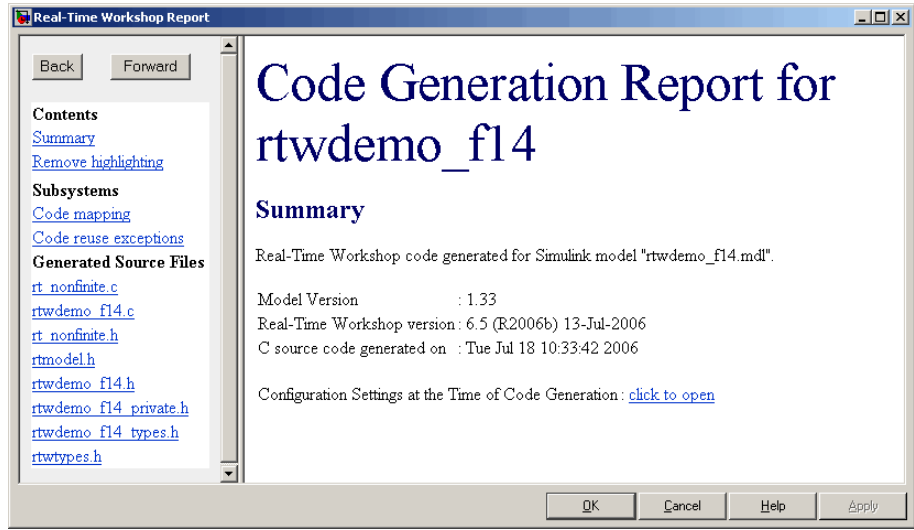 Real-Time Workshop Report
Back Forward
Contents
Summary
Remove highlighting
Subsystems
Code mapping
Code reuse exceptions
Generated Source Files
rt_nonfinite.c
rtwdemo_f14.c
rt_nonfinite.h
rtmodel.h
rtwdemo_f14.h
rtwdemo_f14_private.h
rtwdemo_f14_types.h
rtwtypes.h
Code Generation Report for
rtwdemo_f14
Summary
Real-Time Workshop code generated for Simulink model "rtwdemo_f14.mdl".
Model Version : 1.33
Real-Time Workshop version : 6.5 (R2006b) 13-Jul-2006
C source code generated on : Tue Jul 18 10:33:42 2006
Configuration Settings at the Time of Code Generation : click to open
OK Cancel Help Apply